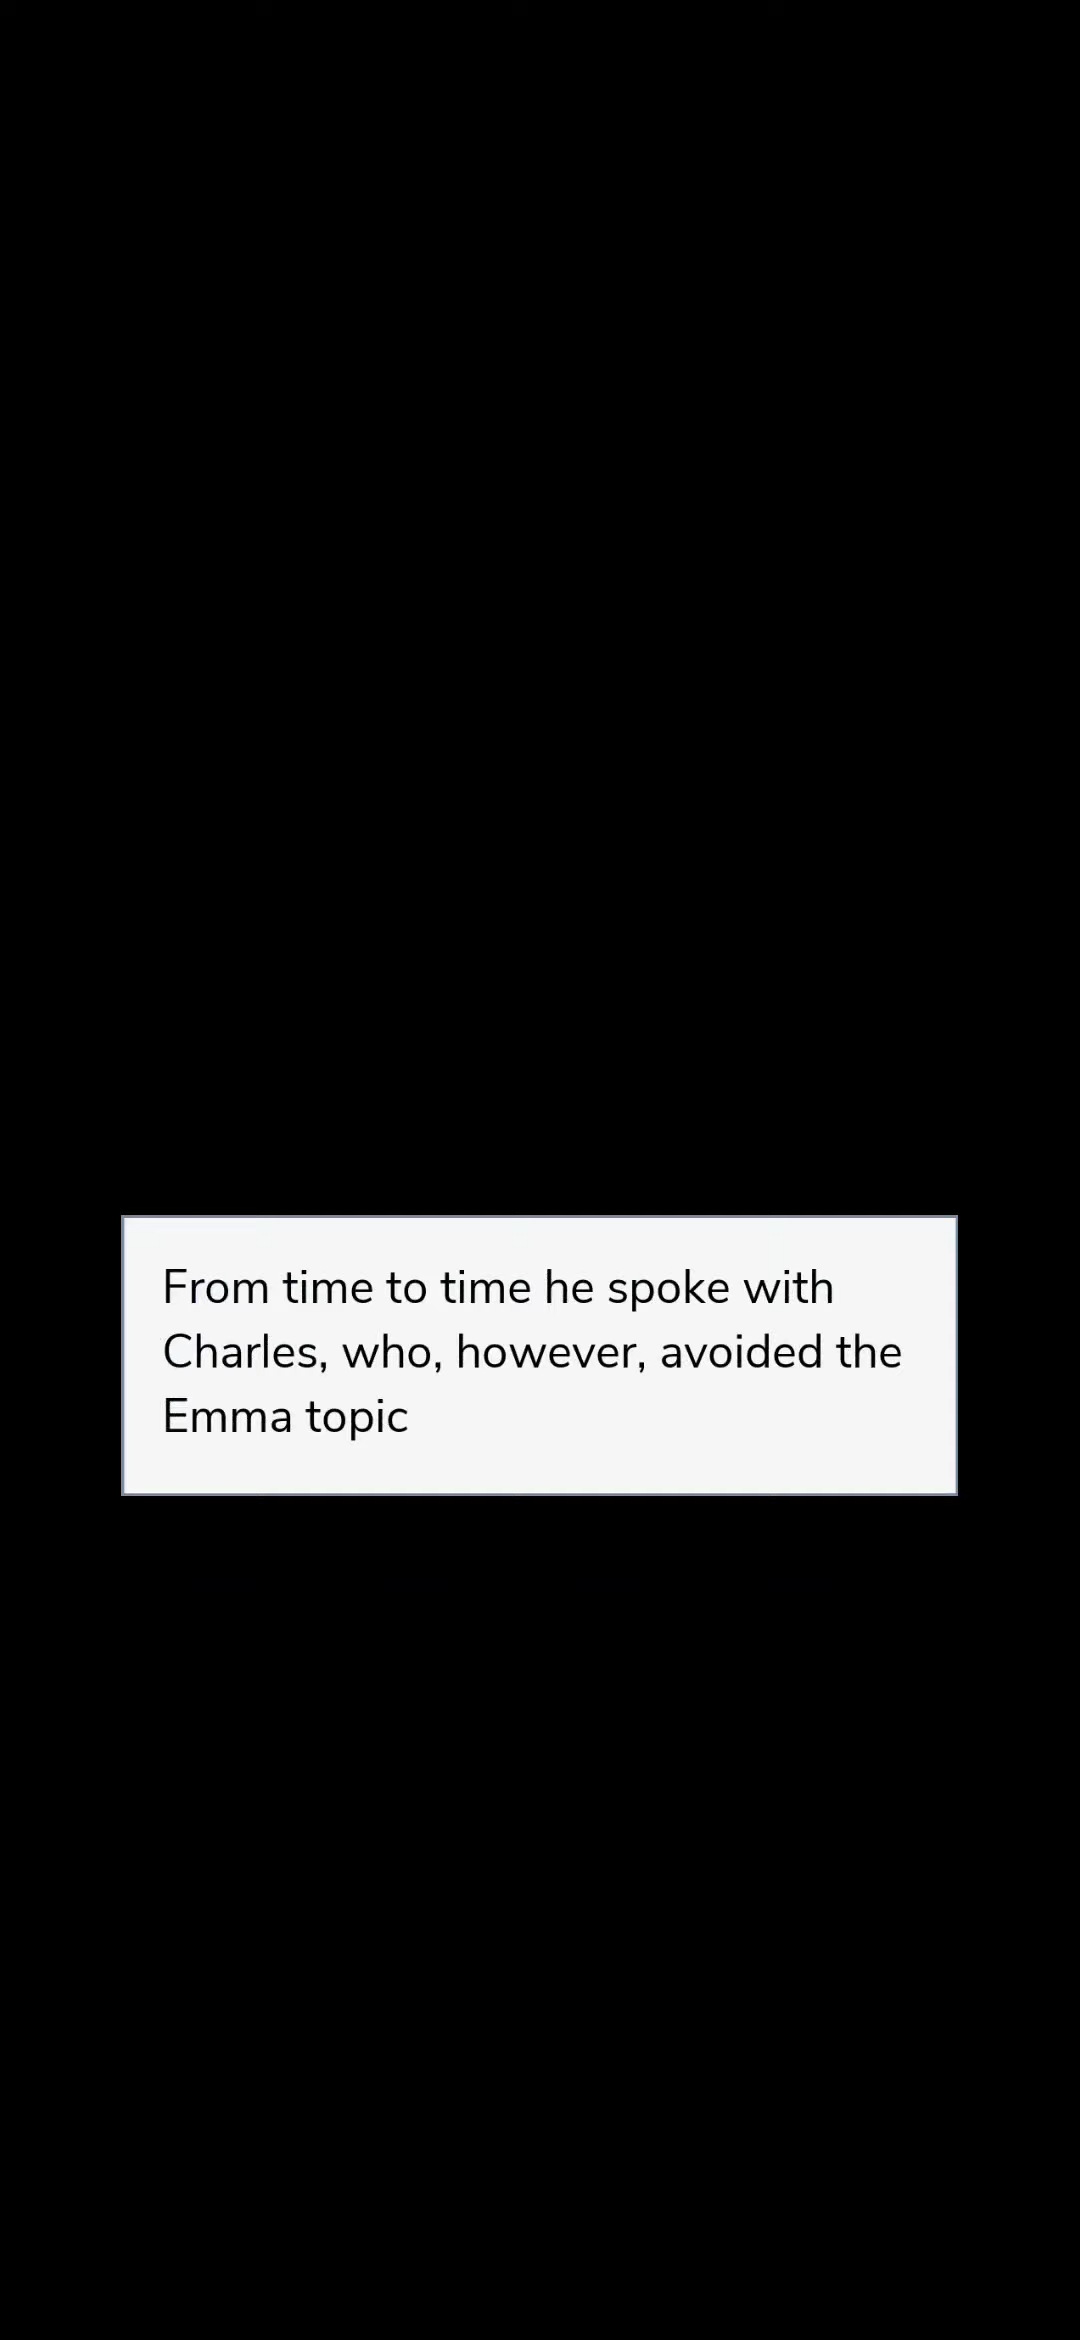 From time to time he spoke with
Charles, who, however, avoided the
Emma topic